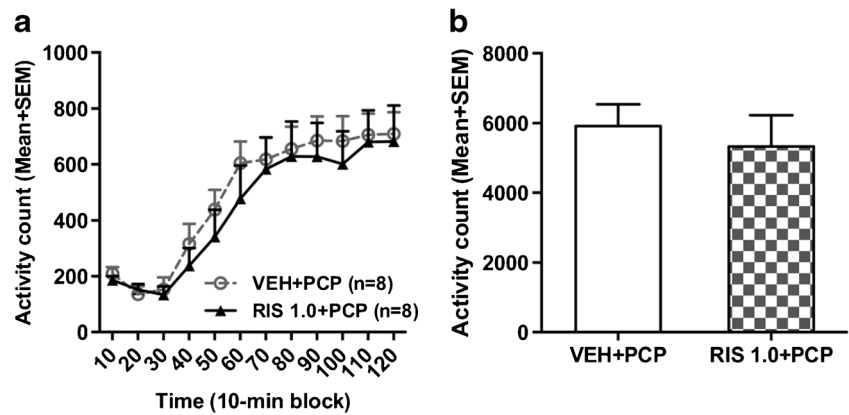 a
Activity count (Mean+SEM)
1000
800
600
400
200
0
10 20 30 40 50 60 70 80 90 100 110 120
Time (10-min block)
VEH+PCP (n=8)
RIS 1.0+PCP (n=8)
b
Activity count (Mean+SEM)
8000
6000
4000
2000
0
VEH+PCP RIS 1.0+PCP